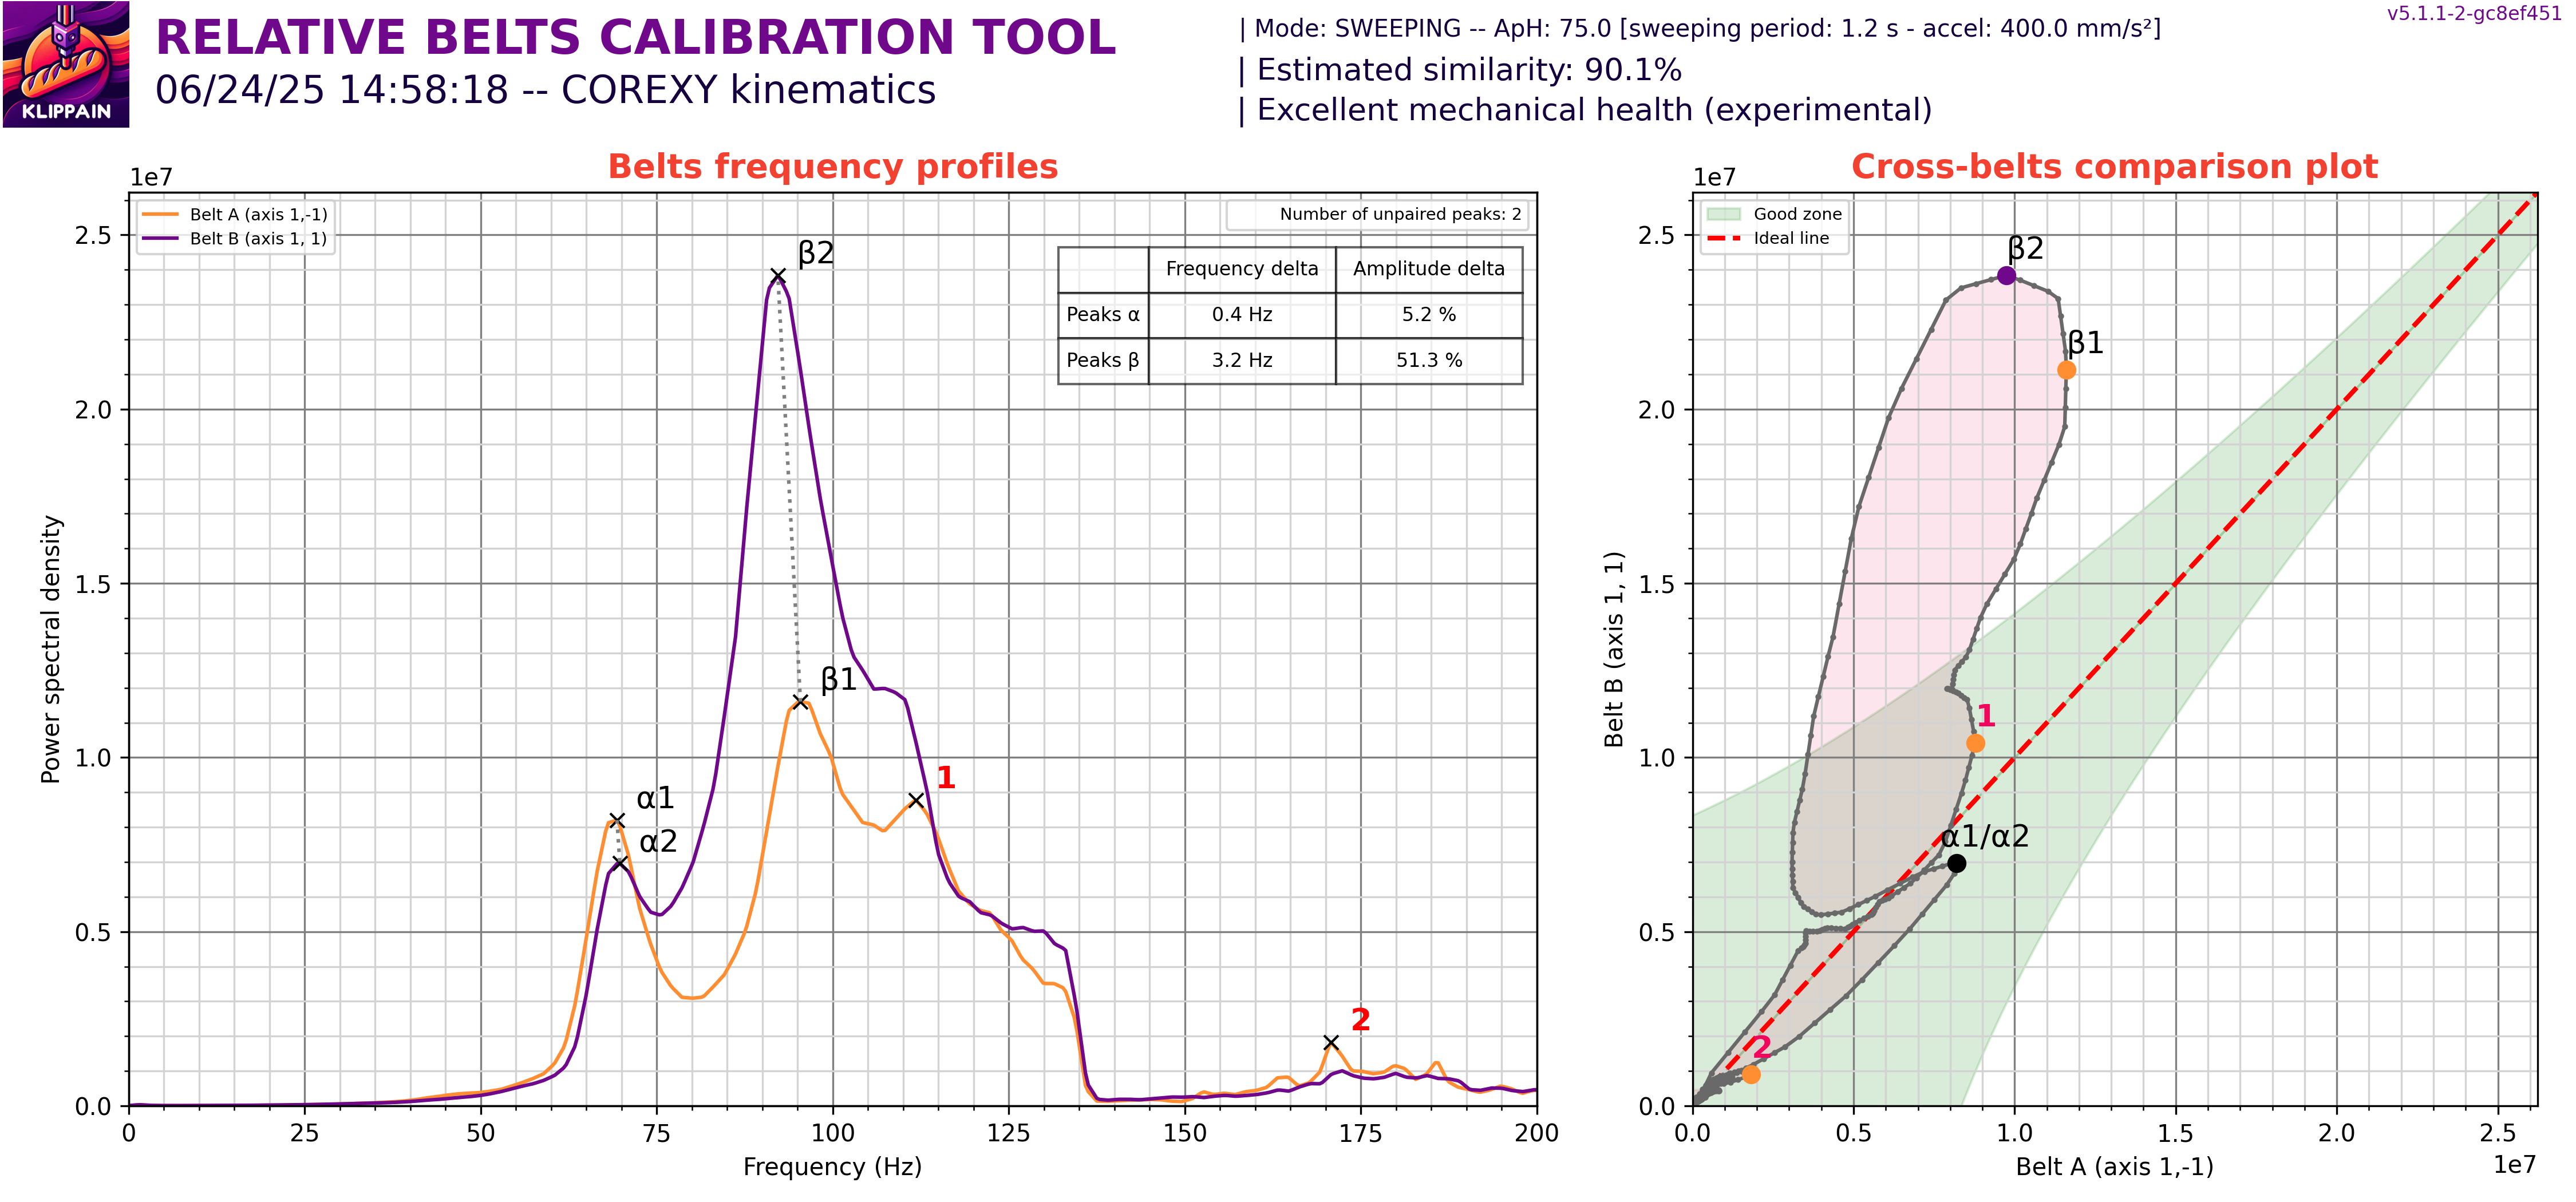 KLIPPAIN
RELATIVE BELTS CALIBRATION TOOL
06/24/25 14:58:18 -- COREXY kinematics
| Mode: SWEEPING -- ApH: 75.0 [sweeping period: 1.2 s - accel: 400.0 mm/s²]
| Estimated similarity: 90.1%
| Excellent mechanical health (experimental)
v5.1.1-2-gc8ef451
Belts frequency profiles
1e7
Belt A (axis 1,-1)
Belt B (axis 1, 1)
Number of unpaired peaks: 2
Frequency delta Amplitude delta
Peaks α 0.4 Hz 5.2 %
Peaks β 3.2 Hz 51.3 %
β2
β1
α1
α2
1
2
2.5
2.0
1.5
1.0
0.5
0.0
Power spectral density
0 25 50 75 100 125 150 175 200
Frequency (Hz)
Cross-belts comparison plot
1e7
Good zone
Ideal line
β2
β1
1
α1/α2
2
2.5
2.0
1.5
1.0
0.5
0.0
Belt B (axis 1, 1)
0.0 0.5 1.0 1.5 2.0 2.5
1e7
Belt A (axis 1,-1)